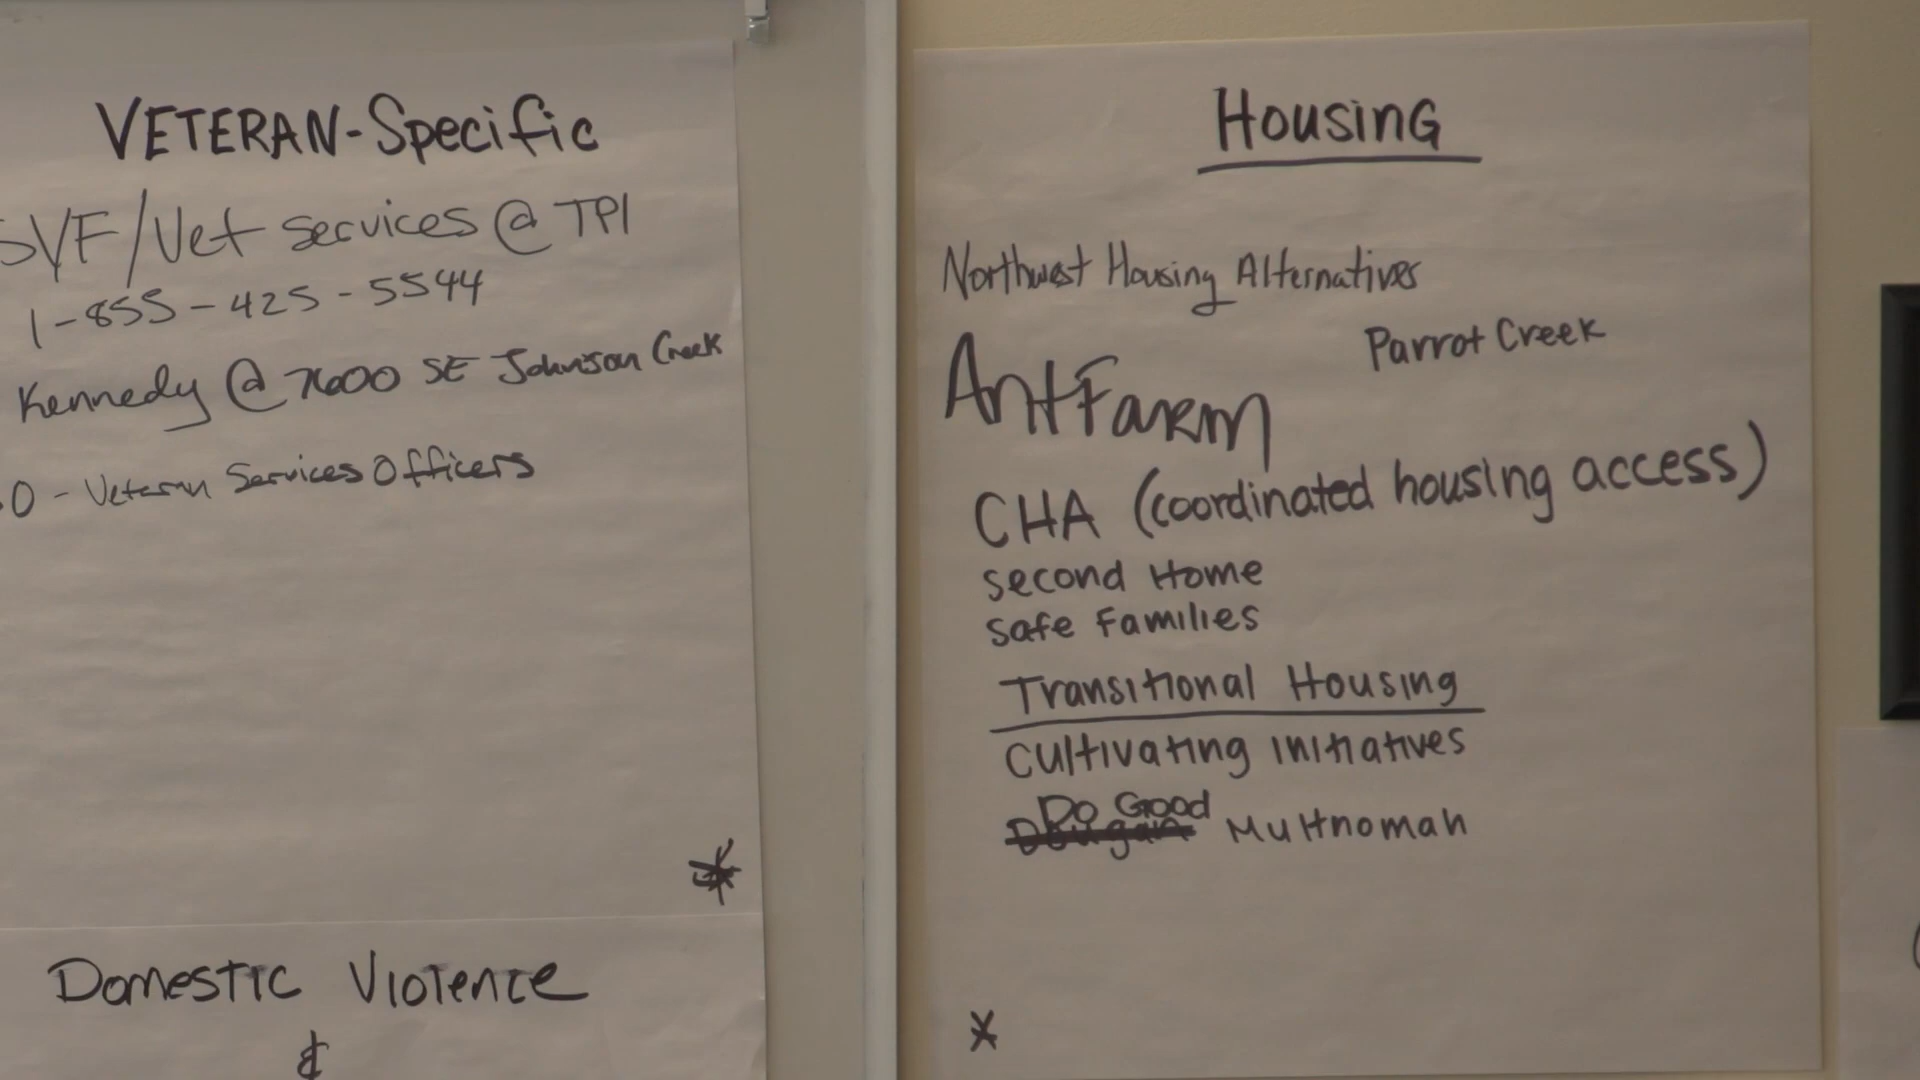 VETERAN-Specific
SVF/Vet services @ TPI
1-855-425-5544
Kennedy @ 7600 SE Johnson Creek
O - Veteran Services Officers
Domestic Violence
&
Housing
Northwest Housing Alternatives
Parrot Creek
AntFarm
CHA (coordinated housing access)
second Home
safe Families
Transitional Housing
Cultivating initiatives
Do Good Multnomah